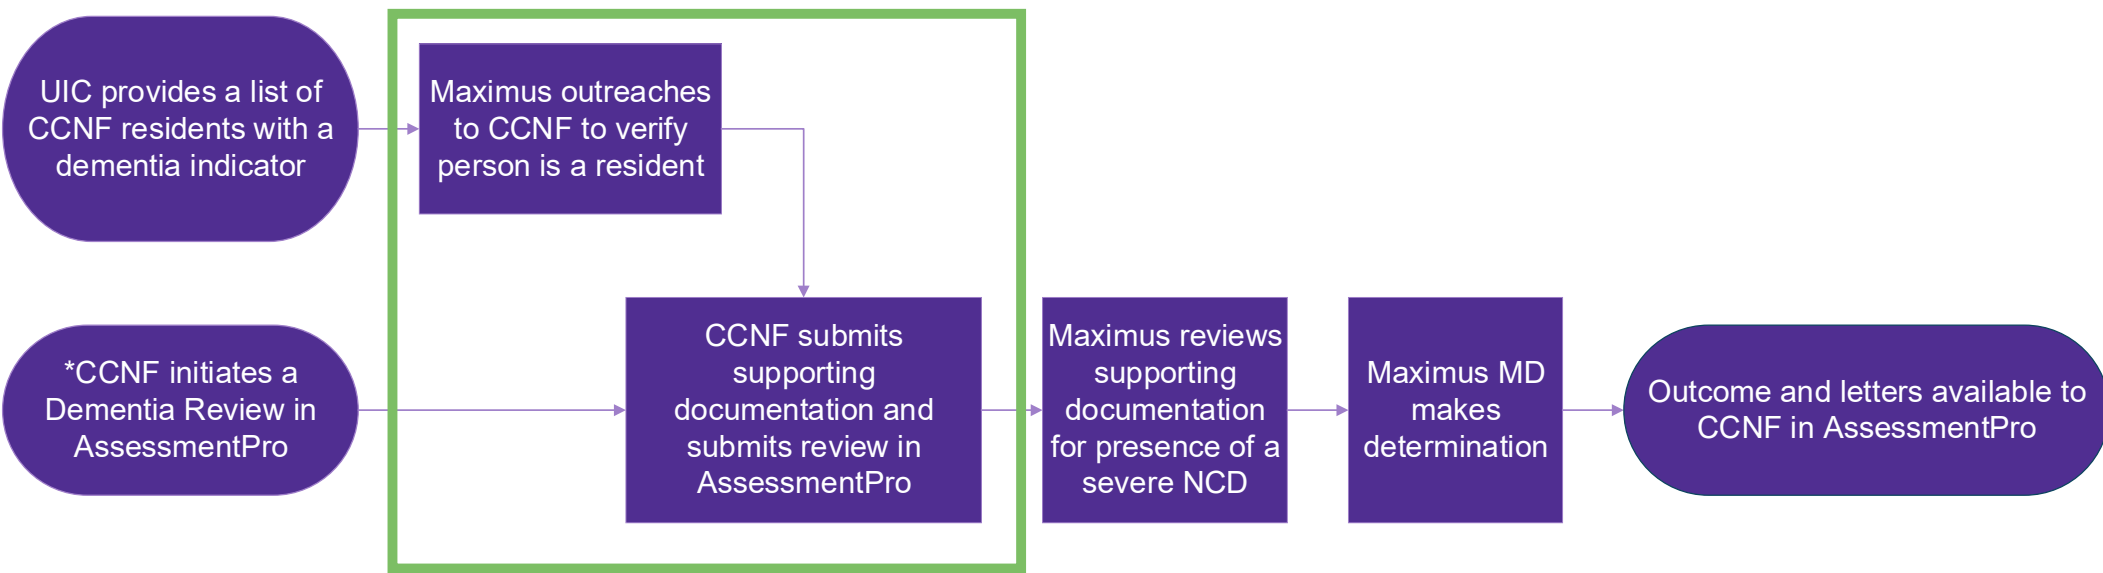 UIC provides a list of
CCNF residents with a
dementia indicator
Maximus outreaches
to CCNF to verify
person is a resident
*CCNF initiates a
Dementia Review in
AssessmentPro
CCNF submits
supporting
documentation and
submits review in
AssessmentPro
Maximus reviews
supporting
documentation
for presence of a
severe NCD
Maximus MD
makes
determination
Outcome and letters available to
CCNF in AssessmentPro